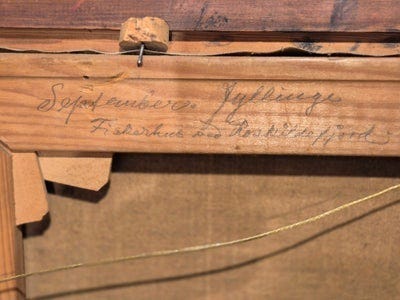 September. Jyllinge
Fiskerhus ved Roskildefjord